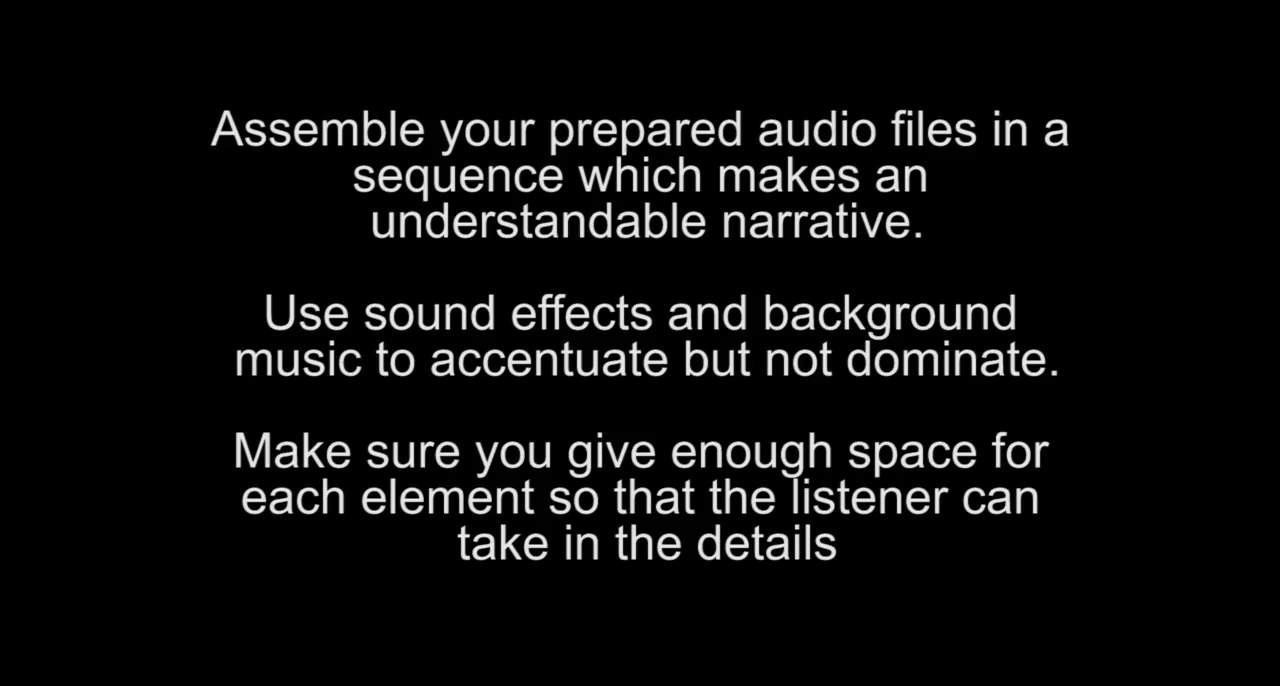 Assemble your prepared audio files in a
sequence which makes an
understandable narrative.
Use sound effects and background
music to accentuate but not dominate.
Make sure you give enough space for
each element so that the listener can
take in the details